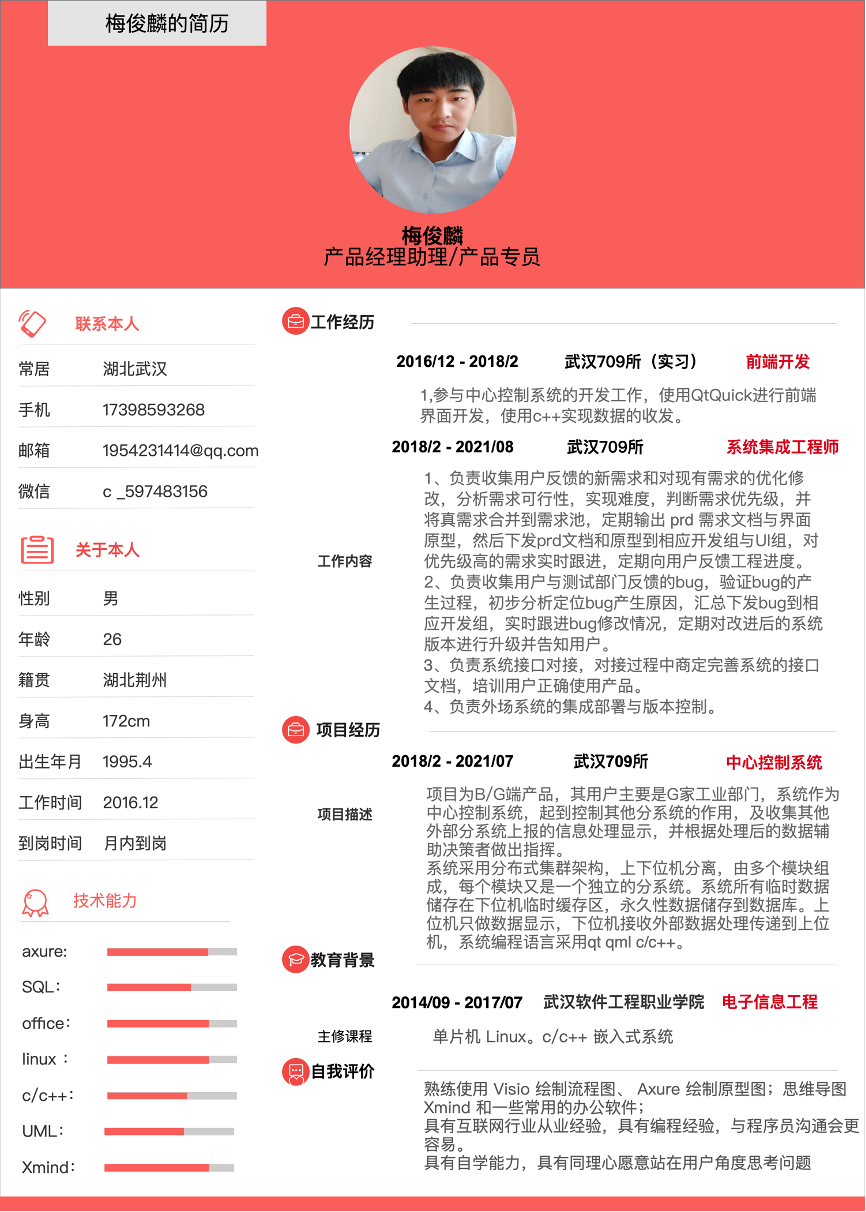 梅俊麟的简历
梅俊麟
产品经理助理/产品专员
联系本人
常居 湖北武汉
手机 17398593268
邮箱 1954231414@qq.com
微信 c _597483156
关于本人
性别 男
年龄 26
籍贯 湖北荆州
身高 172cm
出生年月 1995.4
工作时间 2016.12
到岗时间 月内到岗
技术能力
axure:
SQL：
office：
linux ：
c/c++：
UML：
Xmind：
工作经历
2016/12 - 2018/2 武汉709所（实习） 前端开发
1,参与中心控制系统的开发工作，使用QtQuick进行前端
界面开发，使用c++实现数据的收发。
2018/2 - 2021/08 武汉709所 系统集成工程师
工作内容
1、负责收集用户反馈的新需求和对现有需求的优化修
改，分析需求可行性，实现难度，判断需求优先级，并
将真需求合并到需求池，定期输出 prd 需求文档与界面
原型，然后下发prd文档和原型到相应开发组与UI组，对
优先级高的需求实时跟进，定期向用户反馈工程进度。
2、负责收集用户与测试部门反馈的bug，验证bug的产
生过程，初步分析定位bug产生原因，汇总下发bug到相
应开发组，实时跟进bug修改情况，定期对改进后的系统
版本进行升级并告知用户。
3、负责系统接口对接，对接过程中商定完善系统的接口
文档，培训用户正确使用产品。
4、负责外场系统的集成部署与版本控制。
项目经历
2018/2 - 2021/07 武汉709所 中心控制系统
项目描述
项目为B/G端产品，其用户主要是G家工业部门，系统作为
中心控制系统，起到控制其他分系统的作用，及收集其他
外部分系统上报的信息处理显示，并根据处理后的数据辅
助决策者做出指挥。
系统采用分布式集群架构，上下位机分离，由多个模块组
成，每个模块又是一个独立的分系统。系统所有临时数据
储存在下位机临时缓存区，永久性数据储存到数据库。上
位机只做数据显示，下位机接收外部数据处理传递到上位
机，系统编程语言采用qt qml c/c++。
教育背景
2014/09 - 2017/07 武汉软件工程职业学院 电子信息工程
主修课程 单片机 Linux。c/c++ 嵌入式系统
自我评价
熟练使用 Visio 绘制流程图、 Axure 绘制原型图；思维导图
Xmind 和一些常用的办公软件；
具有互联网行业从业经验，具有编程经验，与程序员沟通会更
容易。
具有自学能力，具有同理心愿意站在用户角度思考问题